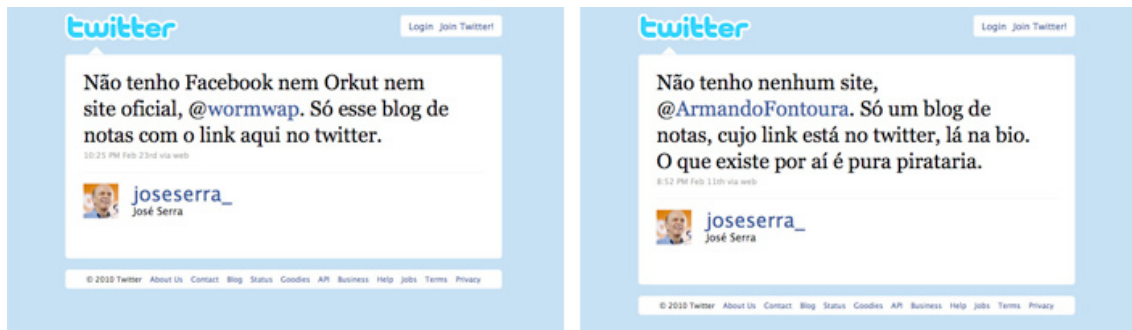 twitter
Login Join Twitter!
Não tenho Facebook nem Orkut nem
site oficial, @wormwap. Só esse blog de
notas com o link aqui no twitter.
10:25 PM Feb 23rd via web
joseserra_
José Serra
© 2010 Twitter About Us Contact Blog Status Goodies API Business Help Jobs Terms Privacy
twitter
Login Join Twitter!
Não tenho nenhum site,
@ArmandoFontoura. Só um blog de
notas, cujo link está no twitter, lá na bio.
O que existe por aí é pura pirataria.
8:52 PM Feb 11th via web
joseserra_
José Serra
© 2010 Twitter About Us Contact Blog Status Goodies API Business Help Jobs Terms Privacy